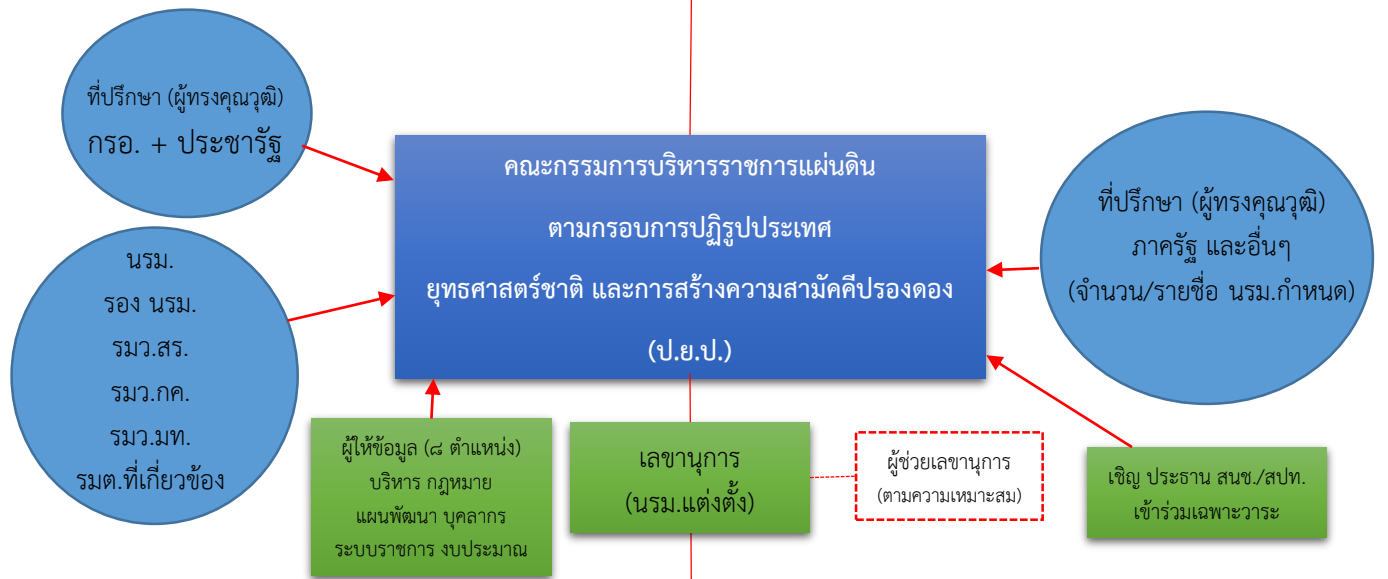 ที่ปรึกษา (ผู้ทรงคุณวุฒิ)
กรอ. + ประชารัฐ
คณะกรรมการบริหารราชการแผ่นดิน
ตามกรอบการปฏิรูปประเทศ
ยุทธศาสตร์ชาติ และการสร้างความสามัคคีปรองดอง
(ป.ย.ป.)
ที่ปรึกษา (ผู้ทรงคุณวุฒิ)
ภาครัฐ และอื่นๆ
(จำนวน/รายชื่อ นรม.กำหนด)
นรม.
รอง นรม.
รมว.สร.
รมว.กค.
รมว.มท.
รมต.ที่เกี่ยวข้อง
ผู้ให้ข้อมูล (๘ ตำแหน่ง)
บริหาร กฎหมาย
แผนพัฒนา บุคลากร
ระบบราชการ งบประมาณ
เลขานุการ
(นรม.แต่งตั้ง)
ผู้ช่วยเลขานุการ
(ตามความเหมาะสม)
เชิญ ประธาน สนช./สปท.
เข้าร่วมเฉพาะวาระ